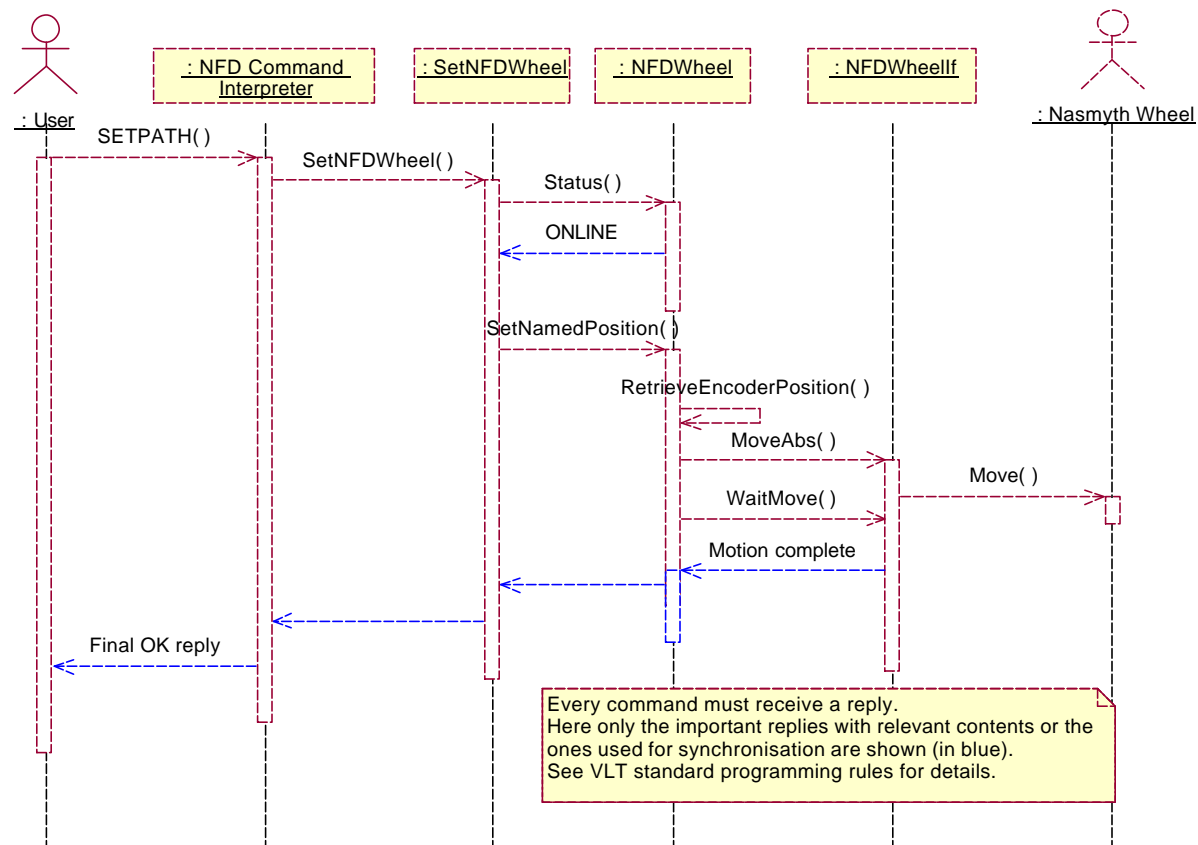 : NFD Command
Interpreter
: SetNFDWheel
: NFDWheel
: NFDWheelIf
: User
: Nasmyth Wheel
SETPATH( )
SetNFDWheel( )
Status( )
ONLINE
SetNamedPosition( )
RetrieveEncoderPosition( )
MoveAbs( )
Move( )
WaitMove( )
Motion complete
Final OK reply
Every command must receive a reply.
Here only the important replies with relevant contents or the
ones used for synchronisation are shown (in blue).
See VLT standard programming rules for details.